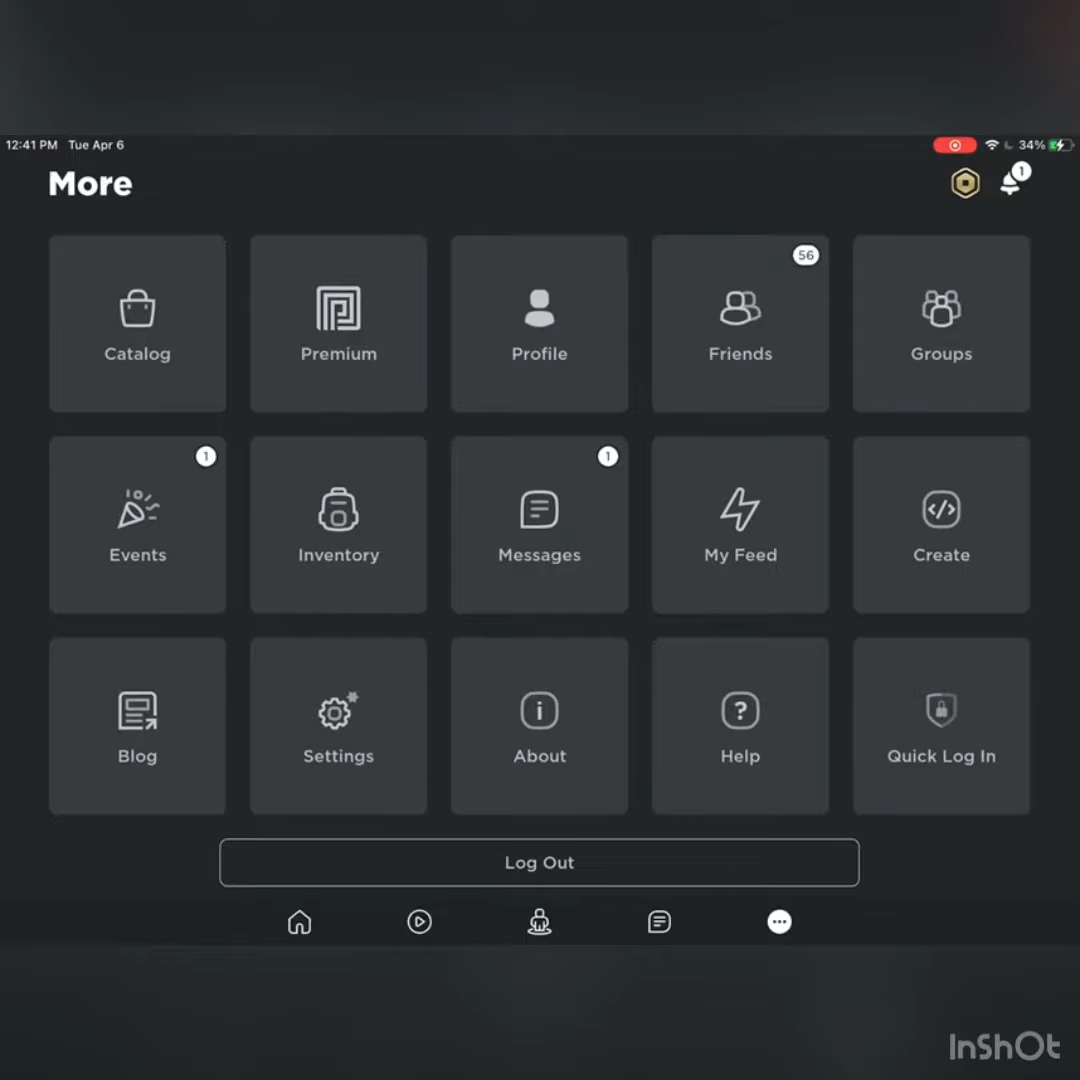 12:41 PM Tue Apr 6 34%
More 1
56
Catalog Premium Profile Friends Groups
1 1
Events Inventory Messages My Feed Create
Blog Settings About Help Quick Log In
Log Out
InShOt